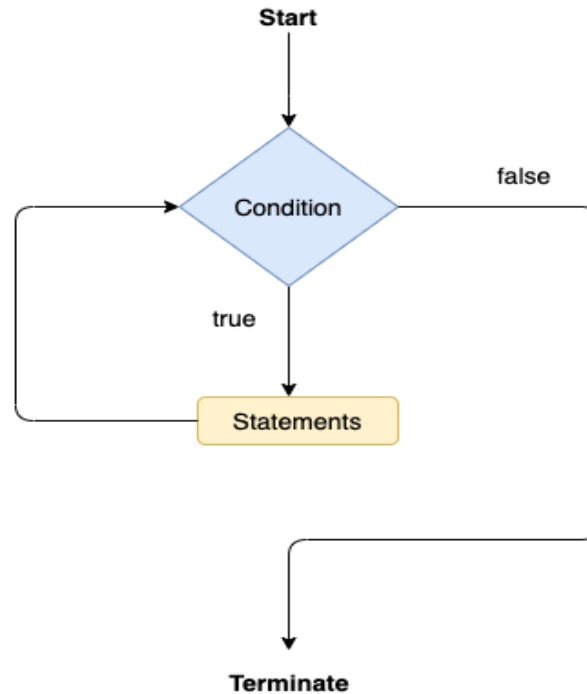 Start
Condition
false
true
Statements
Terminate